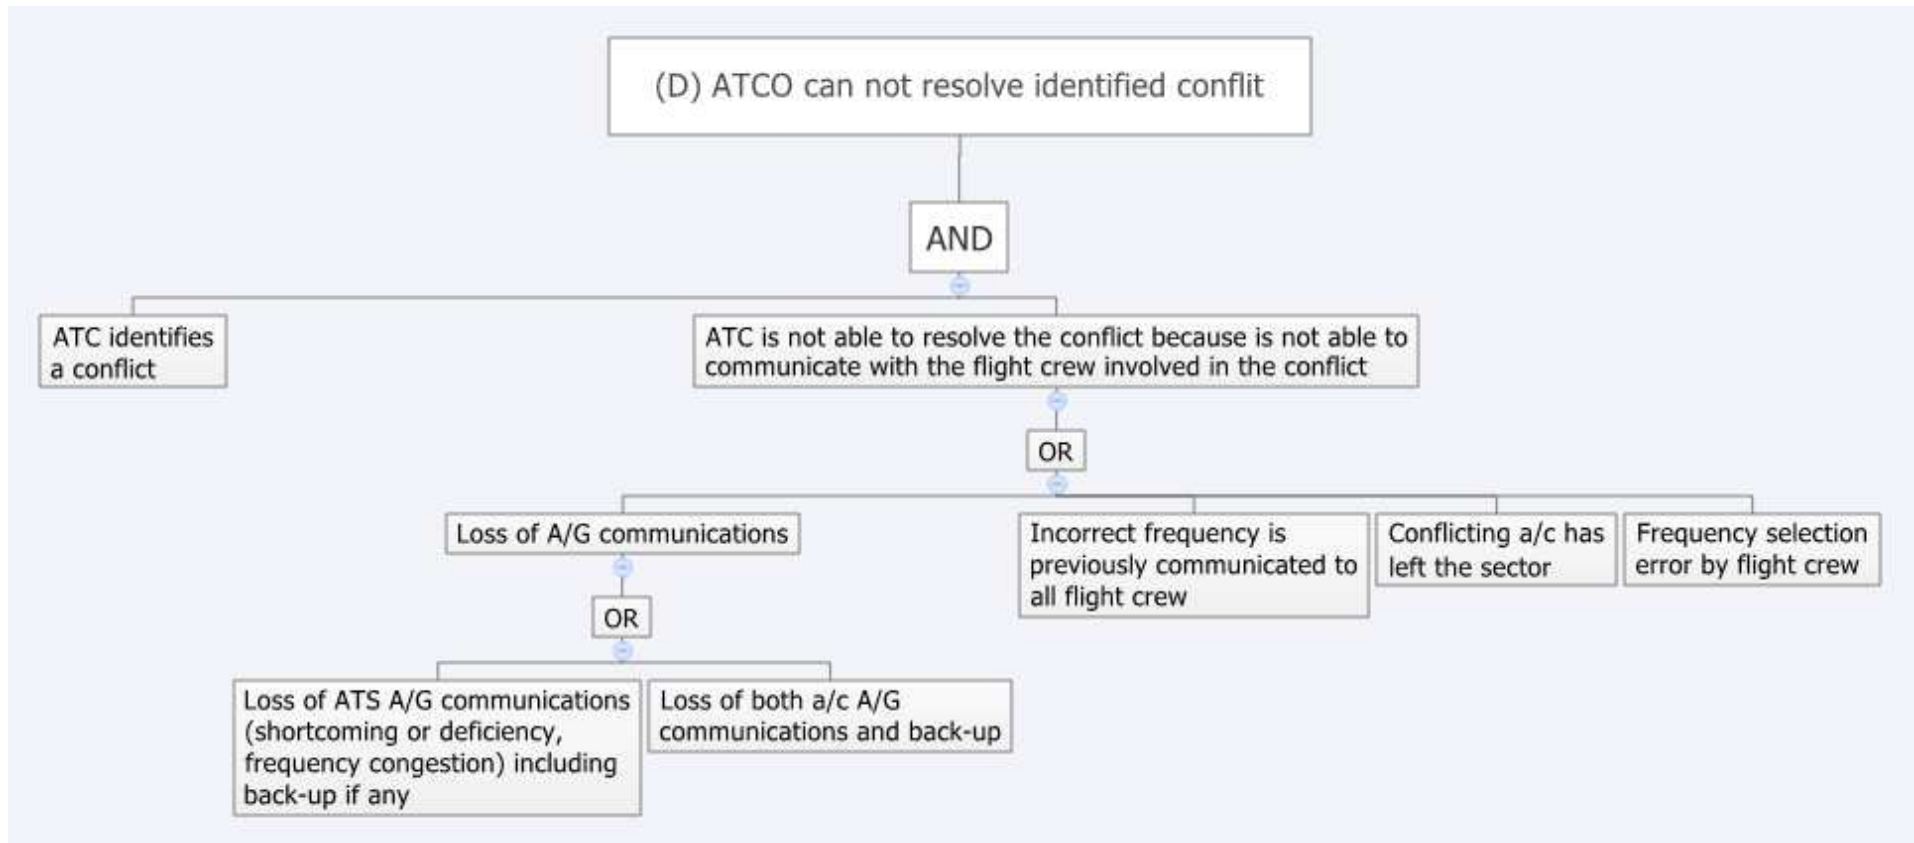 (D) ATCO can not resolve identified conflit
AND
ATC identifies
a conflict
ATC is not able to resolve the conflict because is not able to
communicate with the flight crew involved in the conflict
OR
Loss of A/G communications
Incorrect frequency is
previously communicated to
all flight crew
Conflicting a/c has
left the sector
Frequency selection
error by flight crew
OR
Loss of ATS A/G communications
(shortcoming or deficiency,
frequency congestion) including
back-up if any
Loss of both a/c A/G
communications and back-up